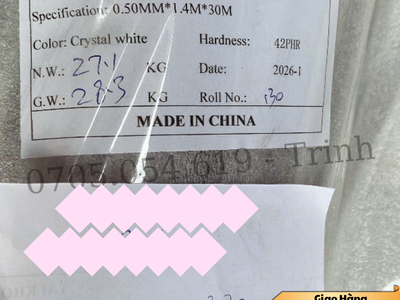 Specification: 0.50MM*1.4M*30M
Color: Crystal white Hardness: 42PHR
N.W.: 27.1 KG Date: 2026-1
G.W.: 28.3 KG Roll No.: 130
MADE IN CHINA
0705.054.619 - Trinh
Giao Hàng